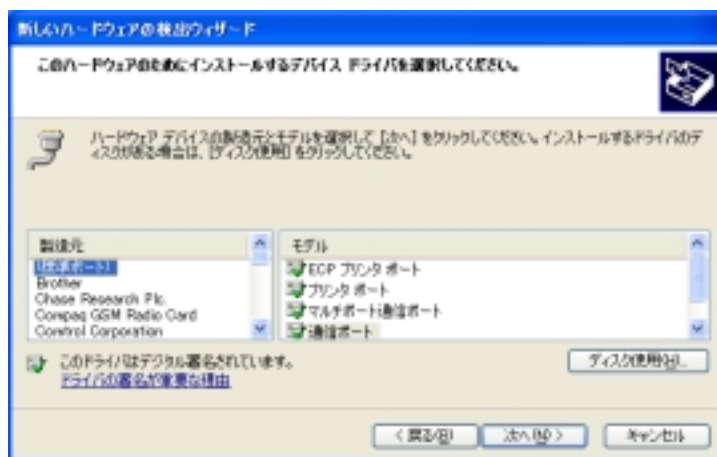 新しいハードウェアの検出ウィザード
このハードウェアのためにインストールするデバイス ドライバを選択してください。
ハードウェア デバイスの製造元とモデルを選択して [次へ] をクリックしてください。インストールするドライバのデ
ィスクがある場合は、[ディスク使用] をクリックしてください。
製造元
(標準ポート)
Brother
Chase Research Plc.
Compaq GSM Radio Card
Comtrol Corporation
モデル
ECP プリンタ ポート
プリンタ ポート
マルチポート通信ポート
通信ポート
このドライバはデジタル署名されています。
ドライバの署名が重要な理由
ディスク使用(H)...
< 戻る(B)
次へ(N) >
キャンセル